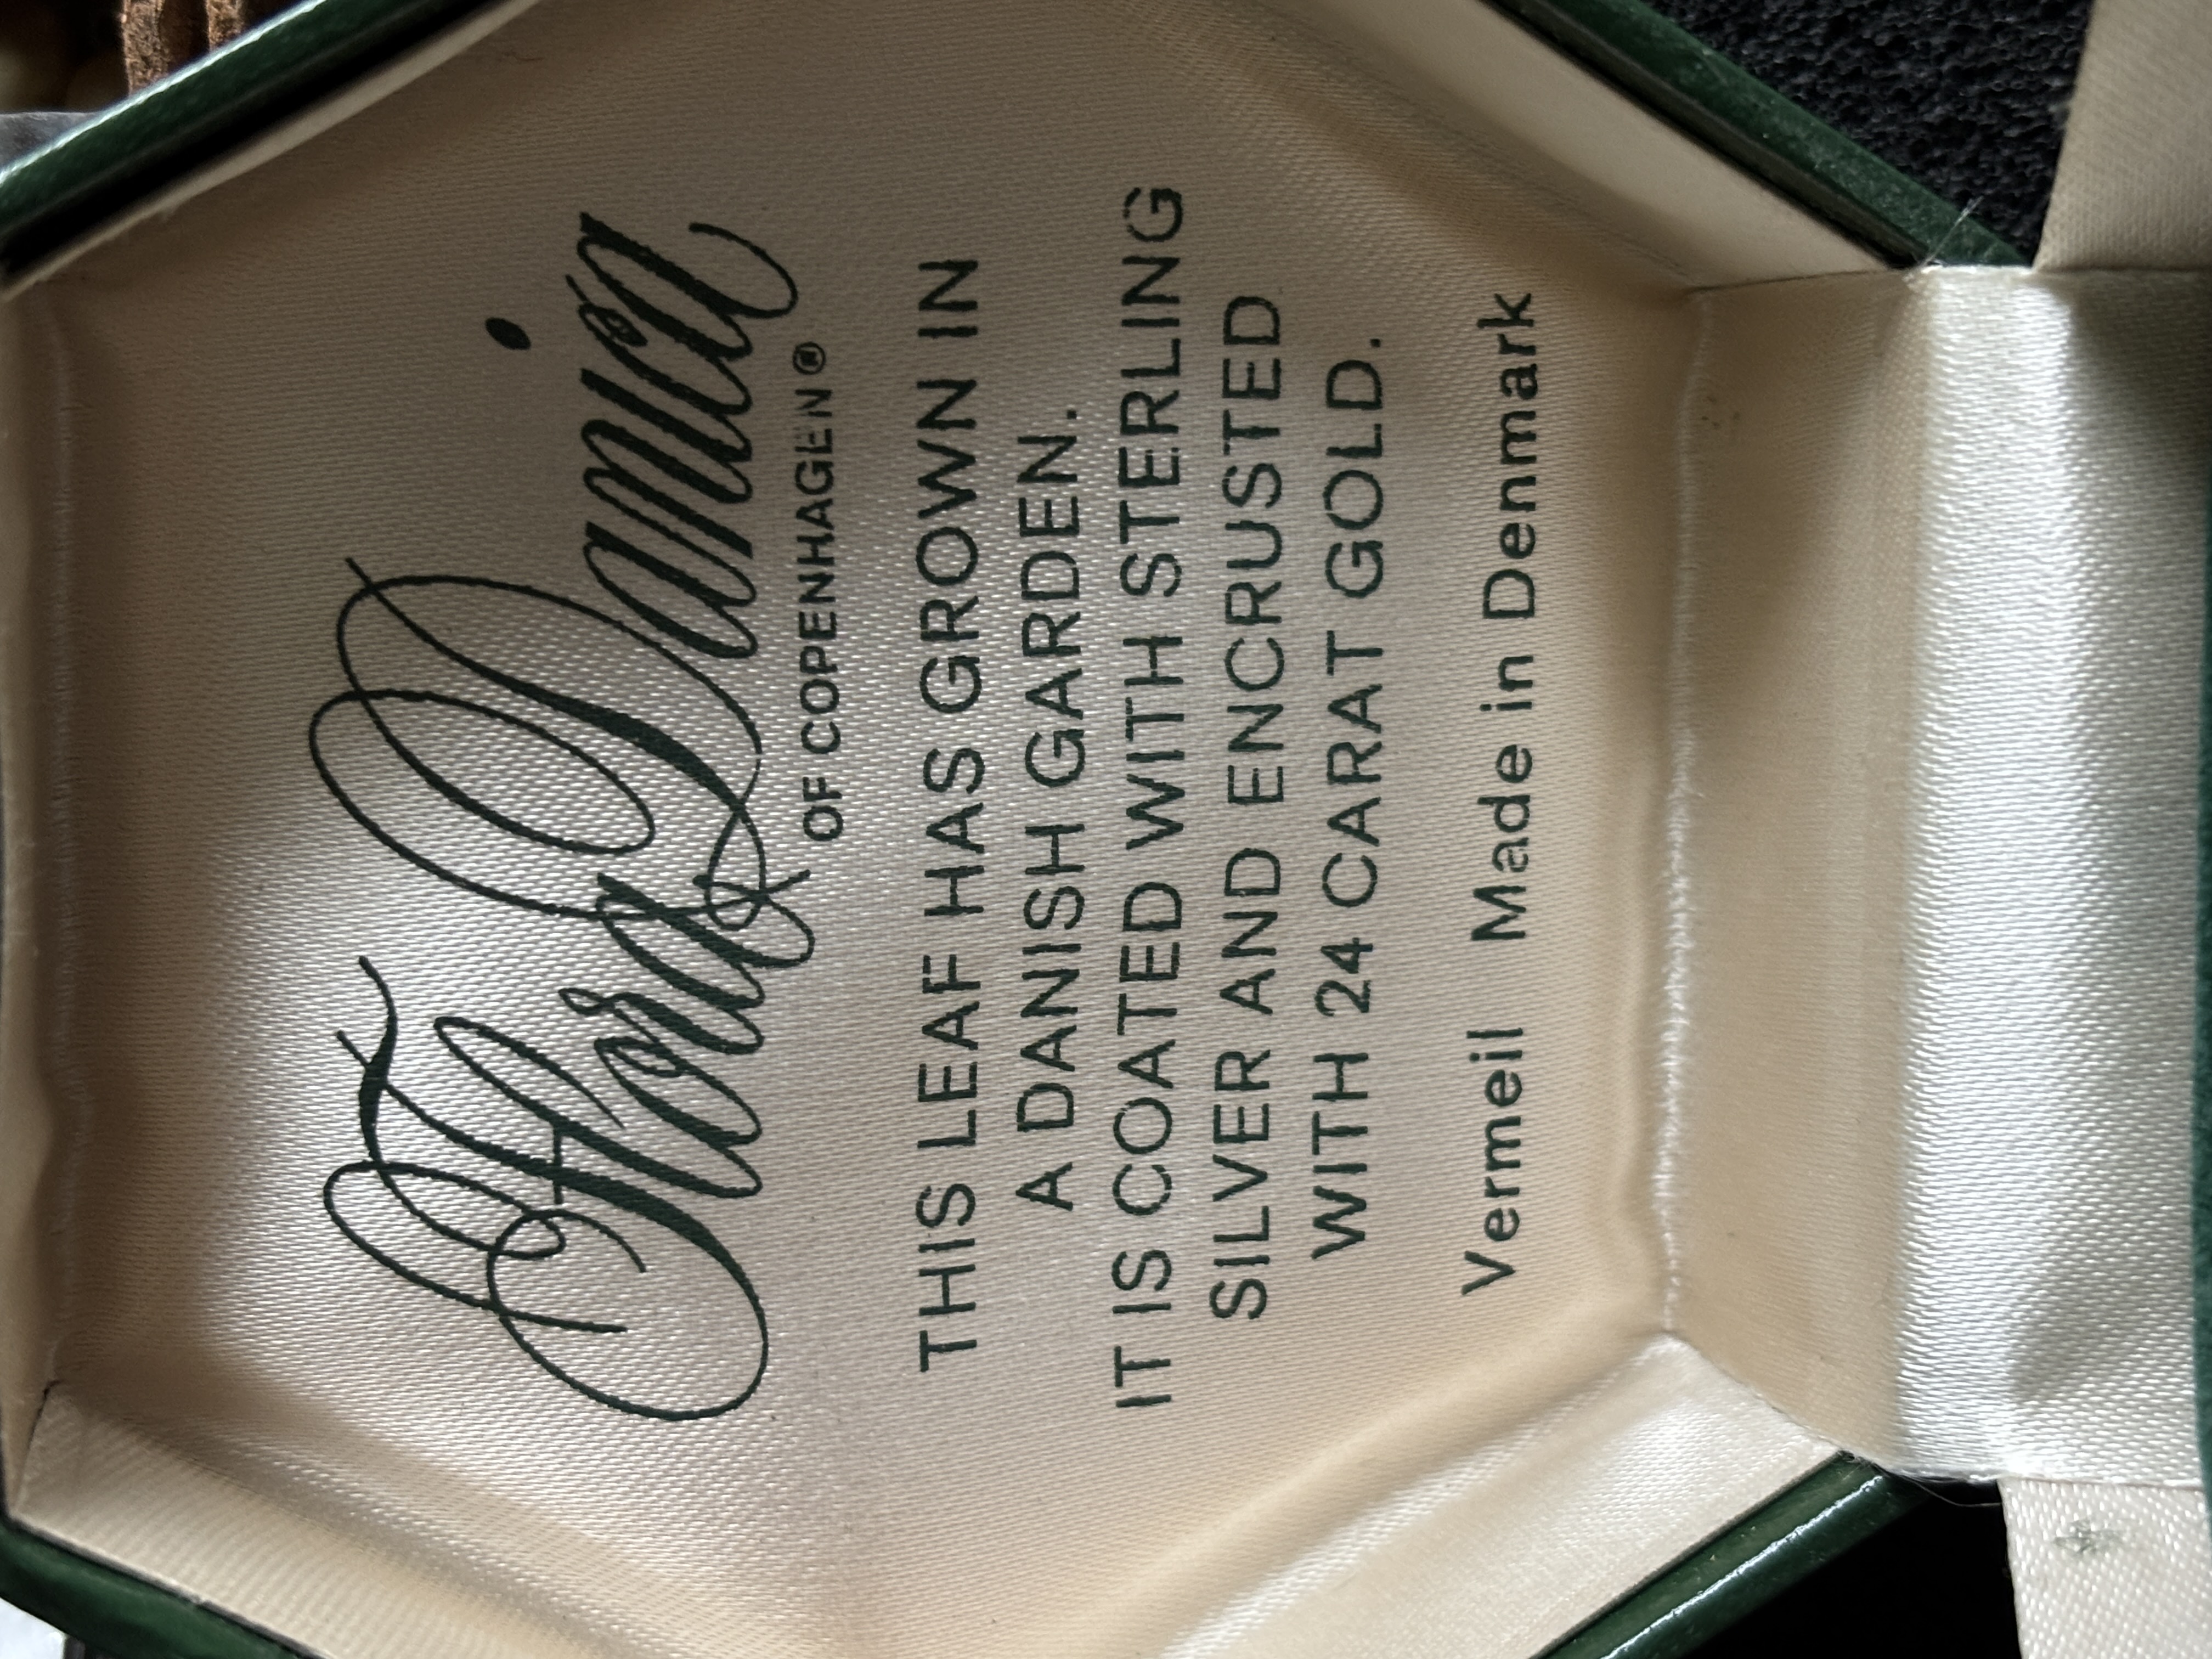 Flora Danica
OF COPENHAGEN®
THIS LEAF HAS GROWN IN
A DANISH GARDEN.
IT IS COATED WITH STERLING
SILVER AND ENCRUSTED
WITH 24 CARAT GOLD.
Vermeil Made in Denmark